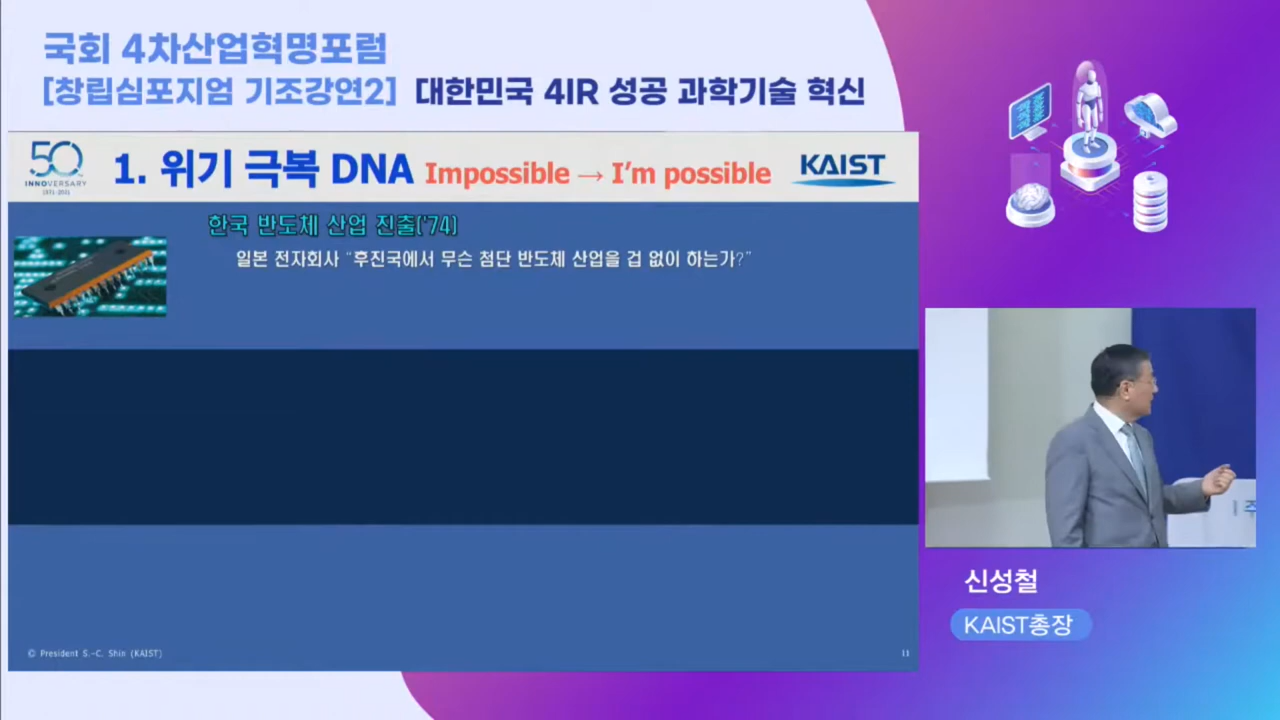 국회 4차산업혁명포럼
[창립심포지엄 기조강연2] 대한민국 4IR 성공 과학기술 혁신
50
INNOVERSARY
1971-2021
1. 위기 극복 DNA Impossible → I'm possible
KAIST
한국 반도체 산업 진출('74)
일본 전자회사 "후진국에서 무슨 첨단 반도체 산업을 겁 없이 하는가?"
© President S.-C. Shin (KAIST)
11
신성철
KAIST총장